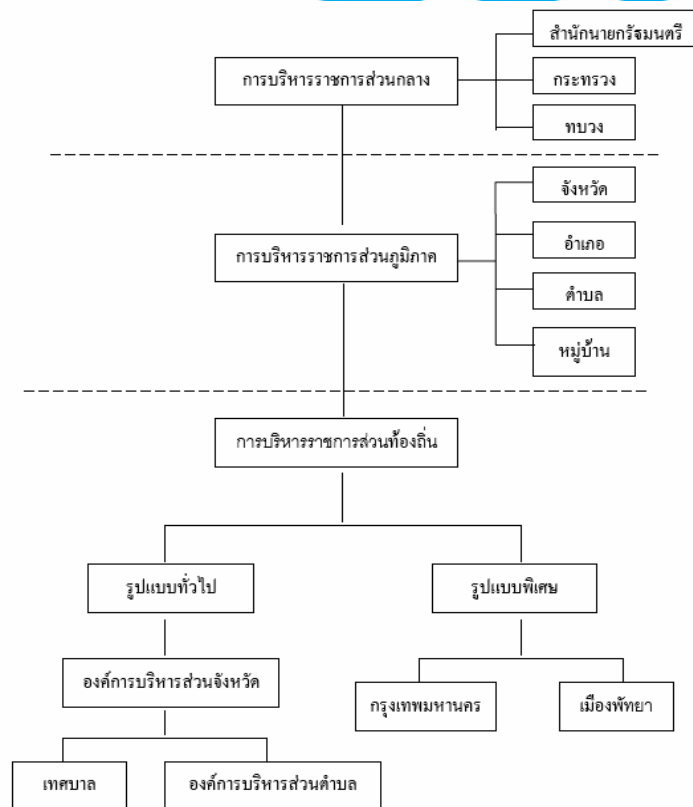 สำนักนายกรัฐมนตรี
การบริหารราชการส่วนกลาง
กระทรวง
ทบวง
จังหวัด
การบริหารราชการส่วนภูมิภาค
อำเภอ
ตำบล
หมู่บ้าน
การบริหารราชการส่วนท้องถิ่น
รูปแบบทั่วไป
รูปแบบพิเศษ
องค์การบริหารส่วนจังหวัด
กรุงเทพมหานคร
เมืองพัทยา
เทศบาล
องค์การบริหารส่วนตำบล